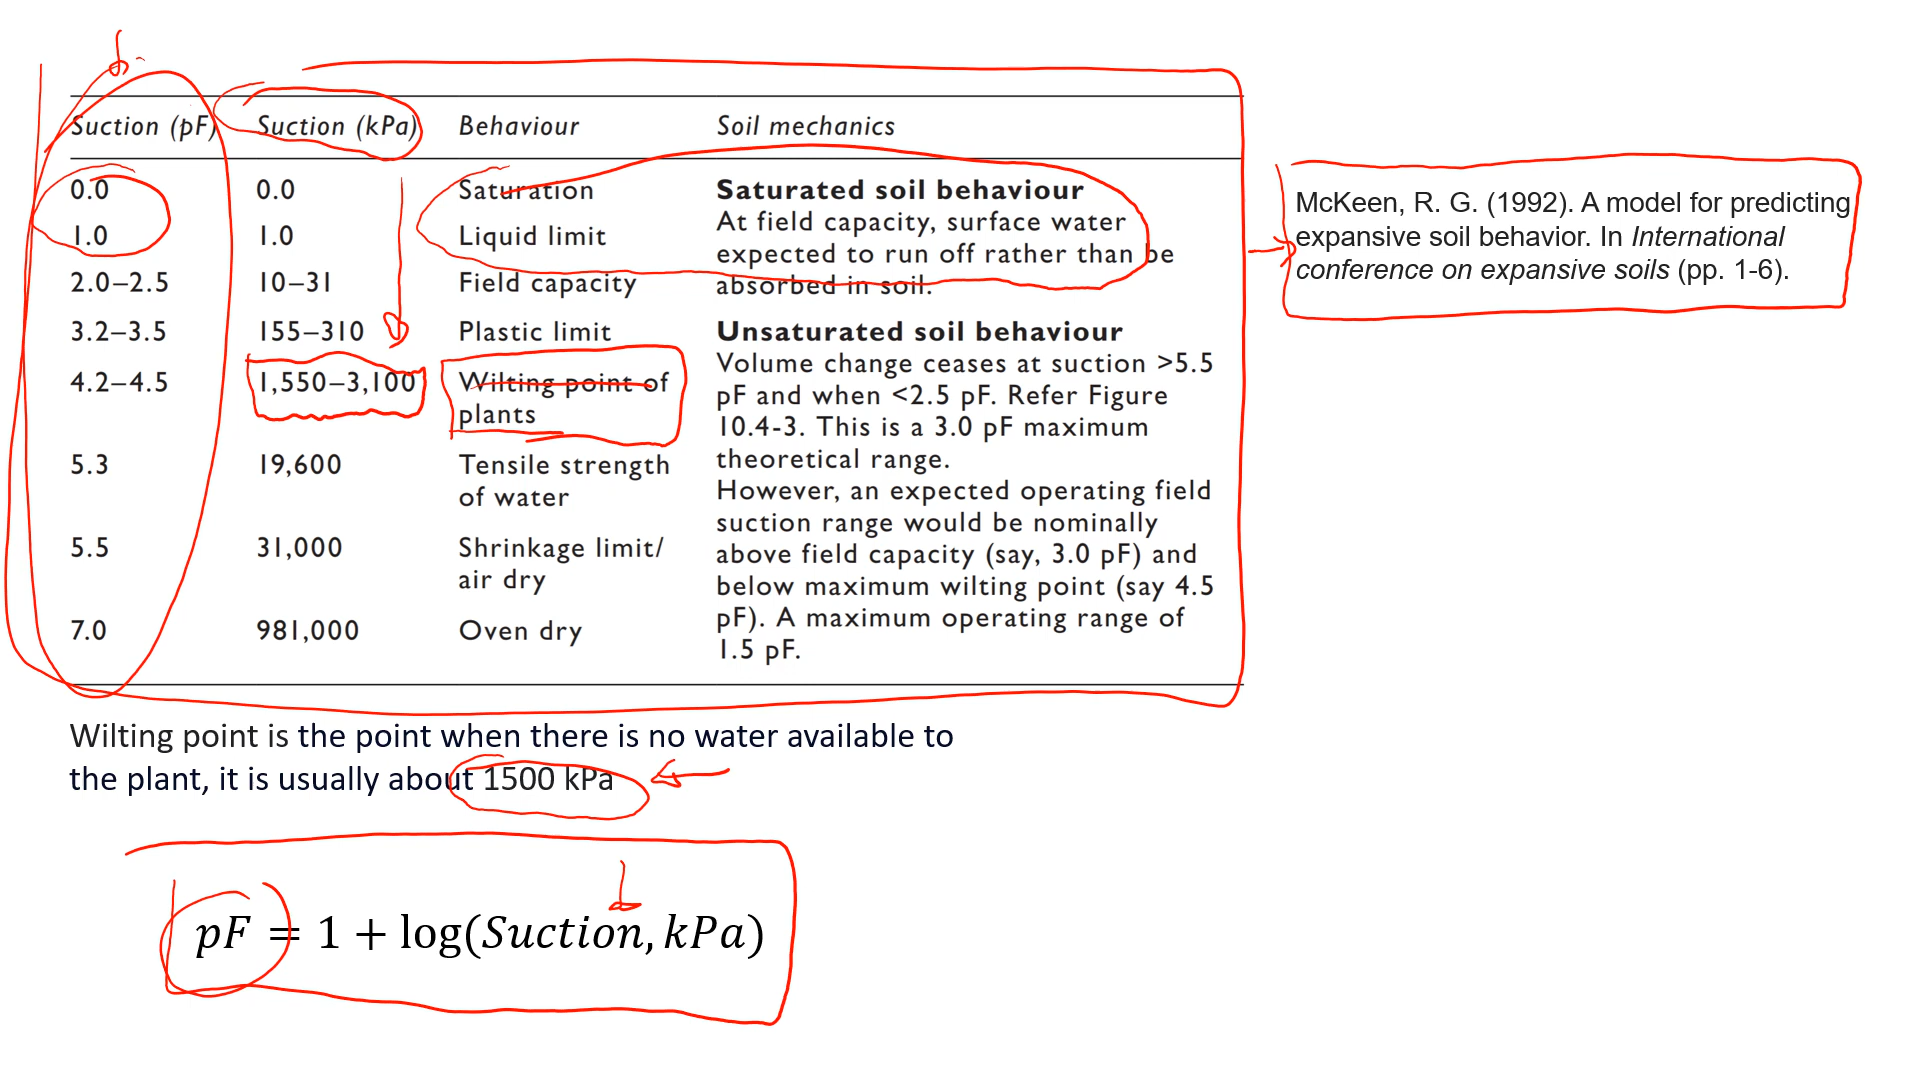 Suction (pF) Suction (kPa) Behaviour Soil mechanics
0.0 0.0 Saturation Saturated soil behaviour
At field capacity, surface water
1.0 1.0 Liquid limit expected to run off rather than be
2.0–2.5 10–31 Field capacity absorbed in soil.
3.2–3.5 155–310 Plastic limit Unsaturated soil behaviour
Volume change ceases at suction >5.5
4.2–4.5 1,550–3,100 Wilting point of pF and when <2.5 pF. Refer Figure
plants 10.4-3. This is a 3.0 pF maximum
5.3 19,600 Tensile strength theoretical range.
of water However, an expected operating field
suction range would be nominally
5.5 31,000 Shrinkage limit/ above field capacity (say, 3.0 pF) and
air dry below maximum wilting point (say 4.5
7.0 981,000 Oven dry pF). A maximum operating range of
1.5 pF.
McKeen, R. G. (1992). A model for predicting
expansive soil behavior. In International
conference on expansive soils (pp. 1-6).
Wilting point is the point when there is no water available to
the plant, it is usually about 1500 kPa
pF = 1 + log(Suction, kPa)